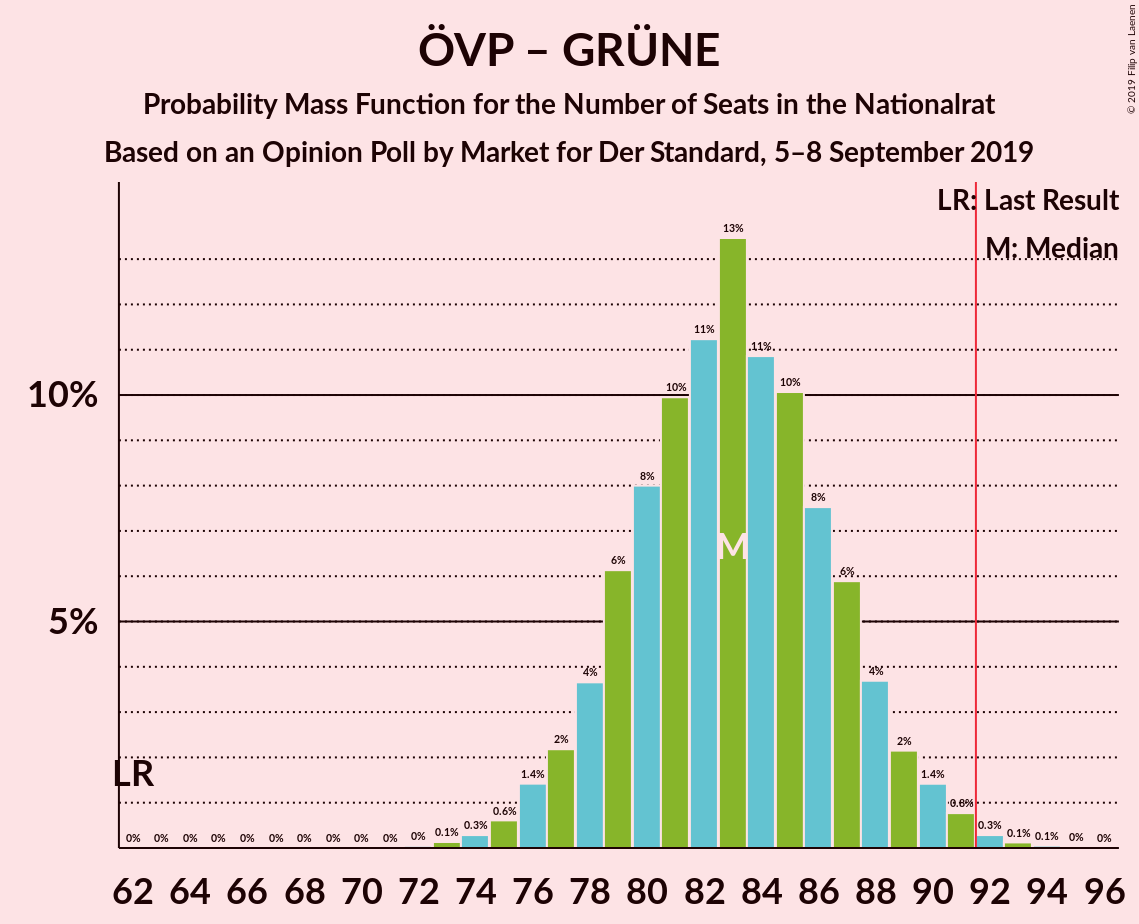 ÖVP – GRÜNE
Probability Mass Function for the Number of Seats in the Nationalrat
Based on an Opinion Poll by Market for Der Standard, 5–8 September 2019
© 2019 Filip van Laenen
LR: Last Result
M: Median
10%
5%
LR
M
0% 0% 0% 0% 0% 0% 0% 0% 0% 0% 0% 0.1% 0.3% 0.6% 1.4% 2% 4% 6% 8% 10% 11% 13% 11% 10% 8% 6% 4% 2% 1.4% 0.8% 0.3% 0.1% 0.1% 0% 0%
62 64 66 68 70 72 74 76 78 80 82 84 86 88 90 92 94 96